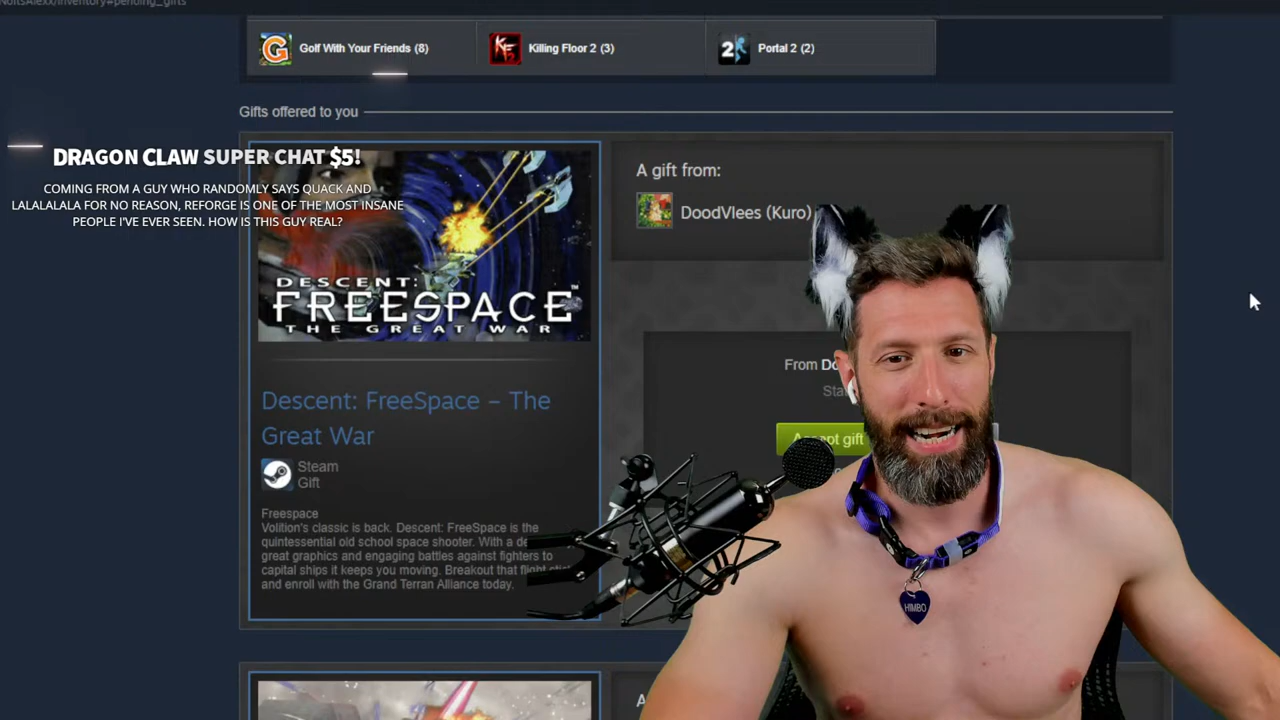 Golf With Your Friends (8)
Killing Floor 2 (3)
Portal 2 (2)
Gifts offered to you
DRAGON CLAW SUPER CHAT $5!
COMING FROM A GUY WHO RANDOMLY SAYS QUACK AND
LALALALALA FOR NO REASON, REFORGE IS ONE OF THE MOST INSANE
PEOPLE I'VE EVER SEEN. HOW IS THIS GUY REAL?
DESCENT:
FREESPACE™
THE GREAT WAR
Descent: FreeSpace – The
Great War
Steam
Gift
Freespace
Volition's classic is back. Descent: FreeSpace is the
quintessential old school space shooter. With a
great graphics and engaging battles against fighters to
capital ships it keeps you moving. Breakout that flight
and enroll with the Grand Terran Alliance today.
A gift from:
DoodVlees (Kuro)
From
Accept gift
HIMBO